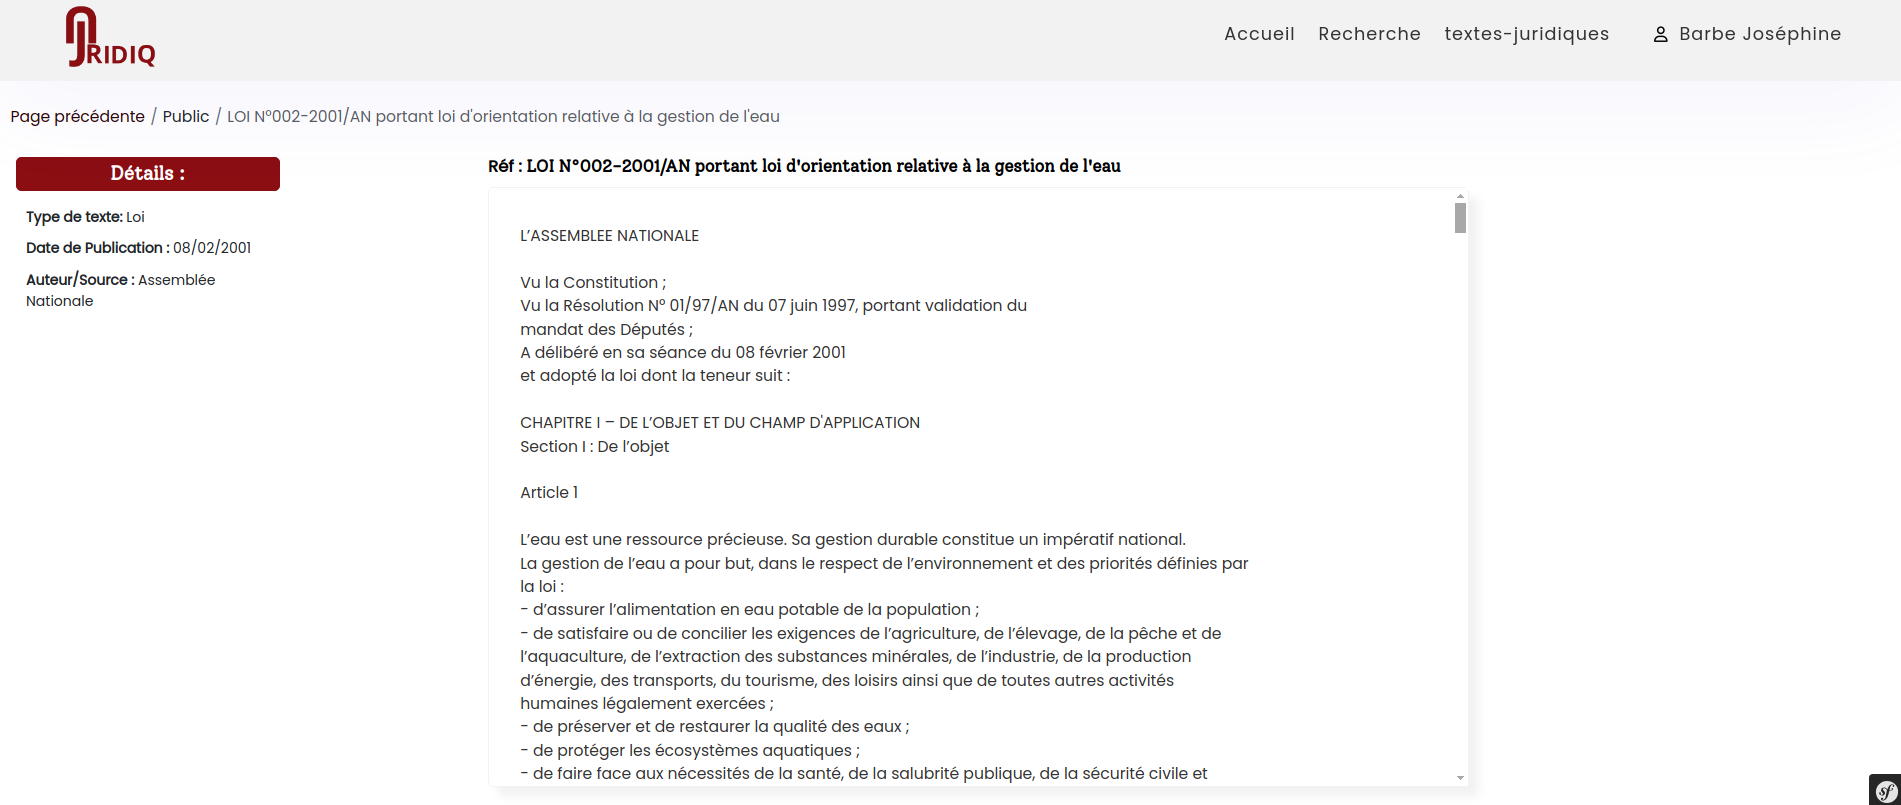 JURIDIQ
Accueil Recherche textes-juridiques Barbe Joséphine
Page précédente / Public / LOI N°002-2001/AN portant loi d'orientation relative à la gestion de l'eau
Détails :
Type de texte: Loi
Date de Publication : 08/02/2001
Auteur/Source : Assemblée
Nationale
Réf : LOI N°002-2001/AN portant loi d'orientation relative à la gestion de l'eau
L’ASSEMBLEE NATIONALE
Vu la Constitution ;
Vu la Résolution N° 01/97/AN du 07 juin 1997, portant validation du
mandat des Députés ;
A délibéré en sa séance du 08 février 2001
et adopté la loi dont la teneur suit :
CHAPITRE I – DE L’OBJET ET DU CHAMP D'APPLICATION
Section I : De l’objet
Article 1
L’eau est une ressource précieuse. Sa gestion durable constitue un impératif national.
La gestion de l’eau a pour but, dans le respect de l’environnement et des priorités définies par
la loi :
- d’assurer l’alimentation en eau potable de la population ;
- de satisfaire ou de concilier les exigences de l’agriculture, de l’élevage, de la pêche et de
l’aquaculture, de l’extraction des substances minérales, de l’industrie, de la production
d’énergie, des transports, du tourisme, des loisirs ainsi que de toutes autres activités
humaines légalement exercées ;
- de préserver et de restaurer la qualité des eaux ;
- de protéger les écosystèmes aquatiques ;
- de faire face aux nécessités de la santé, de la salubrité publique, de la sécurité civile et
sf